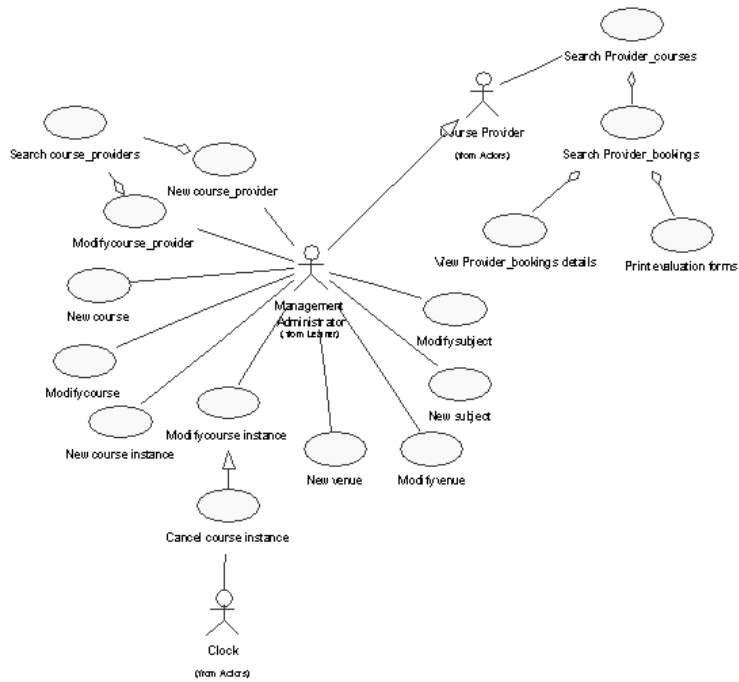 Search Provider_courses
Course Provider
(from Actors)
Search course_providers
Search Provider_bookings
New course_provider
Modify course_provider
View Provider_bookings details
Print evaluation forms
New course
Management
Administrator
(from Learner)
Modify subject
Modify course
New subject
New course instance
Modify course instance
New venue
Modify venue
Cancel course instance
Clock
(from Actors)